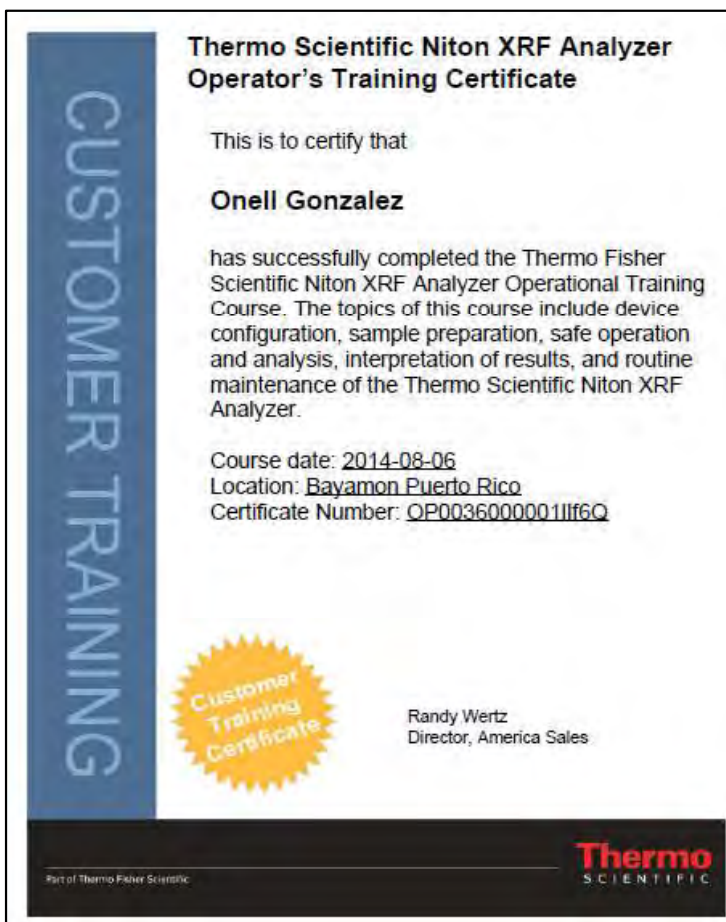 CUSTOMER TRAINING
Thermo Scientific Niton XRF Analyzer
Operator's Training Certificate
This is to certify that
Onell Gonzalez
has successfully completed the Thermo Fisher
Scientific Niton XRF Analyzer Operational Training
Course. The topics of this course include device
configuration, sample preparation, safe operation
and analysis, interpretation of results, and routine
maintenance of the Thermo Scientific Niton XRF
Analyzer.
Course date: 2014-08-06
Location: Bayamon Puerto Rico
Certificate Number:
Customer
Training
Certificate
Randy Wertz
Director, America Sales
Part of Thermo Fisher Scientific
Thermo
SCIENTIFIC